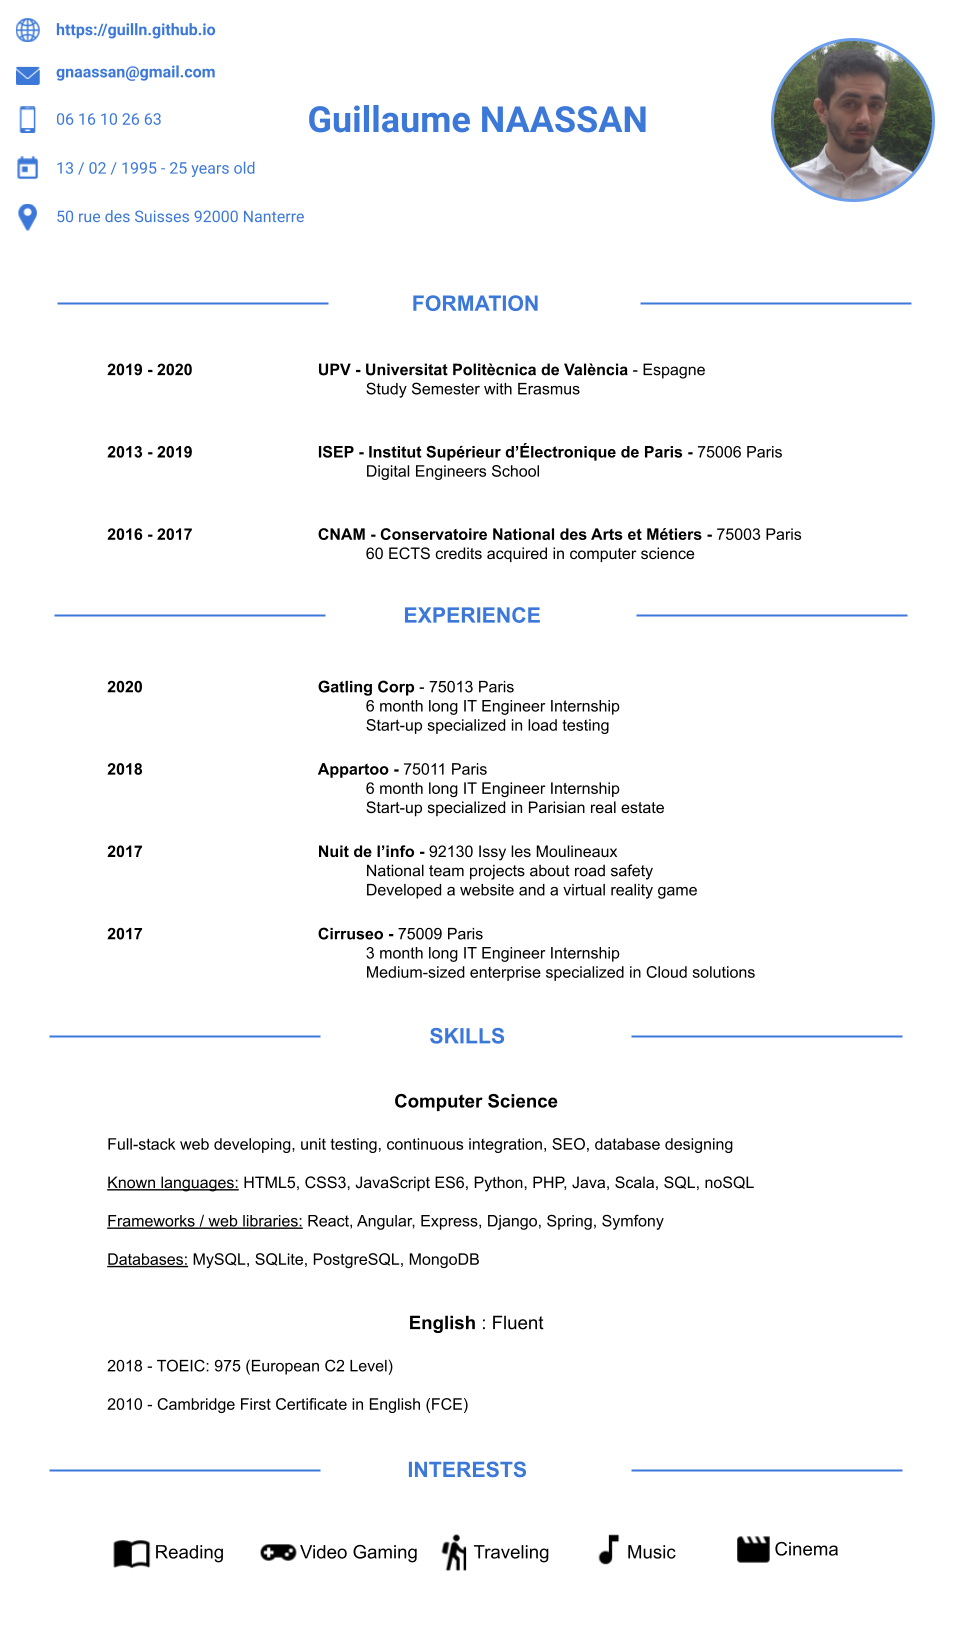 https://guilln.github.io
gnaassan@gmail.com
06 16 10 26 63
13 / 02 / 1995 - 25 years old
50 rue des Suisses 92000 Nanterre
Guillaume NAASSAN
FORMATION
2019 - 2020 UPV - Universitat Politècnica de València - Espagne
Study Semester with Erasmus
2013 - 2019 ISEP - Institut Supérieur d’Électronique de Paris - 75006 Paris
Digital Engineers School
2016 - 2017 CNAM - Conservatoire National des Arts et Métiers - 75003 Paris
60 ECTS credits acquired in computer science
EXPERIENCE
2020 Gatling Corp - 75013 Paris
6 month long IT Engineer Internship
Start-up specialized in load testing
2018 Appartoo - 75011 Paris
6 month long IT Engineer Internship
Start-up specialized in Parisian real estate
2017 Nuit de l’info - 92130 Issy les Moulineaux
National team projects about road safety
Developed a website and a virtual reality game
2017 Cirruseo - 75009 Paris
3 month long IT Engineer Internship
Medium-sized enterprise specialized in Cloud solutions
SKILLS
Computer Science
Full-stack web developing, unit testing, continuous integration, SEO, database designing
Known languages: HTML5, CSS3, JavaScript ES6, Python, PHP, Java, Scala, SQL, noSQL
Frameworks / web libraries: React, Angular, Express, Django, Spring, Symfony
Databases: MySQL, SQLite, PostgreSQL, MongoDB
English : Fluent
2018 - TOEIC: 975 (European C2 Level)
2010 - Cambridge First Certificate in English (FCE)
INTERESTS
Reading Video Gaming Traveling Music Cinema